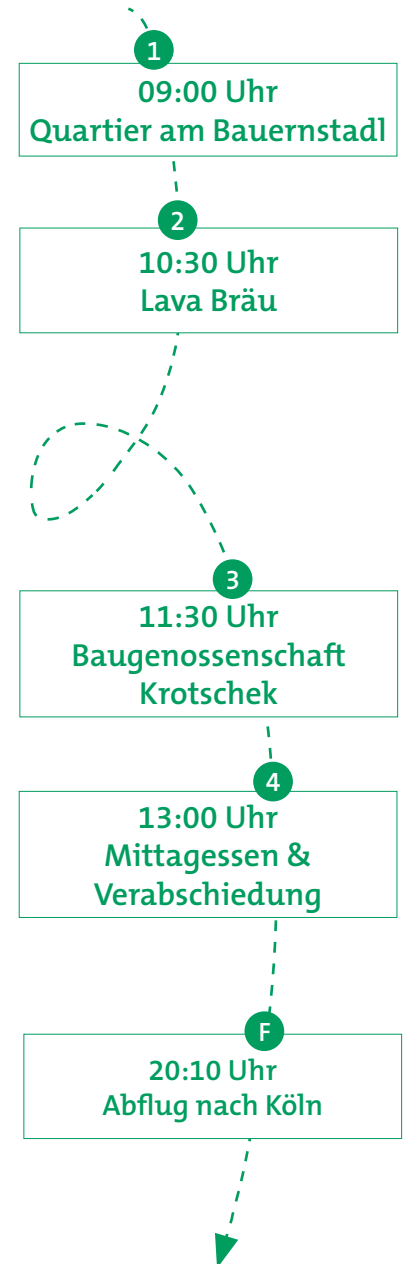 1
09:00 Uhr
Quartier am Bauernstadl
2
10:30 Uhr
Lava Bräu
3
11:30 Uhr
Baugenossenschaft
Krotschek
4
13:00 Uhr
Mittagessen &
Verabschiedung
F
20:10 Uhr
Abflug nach Köln